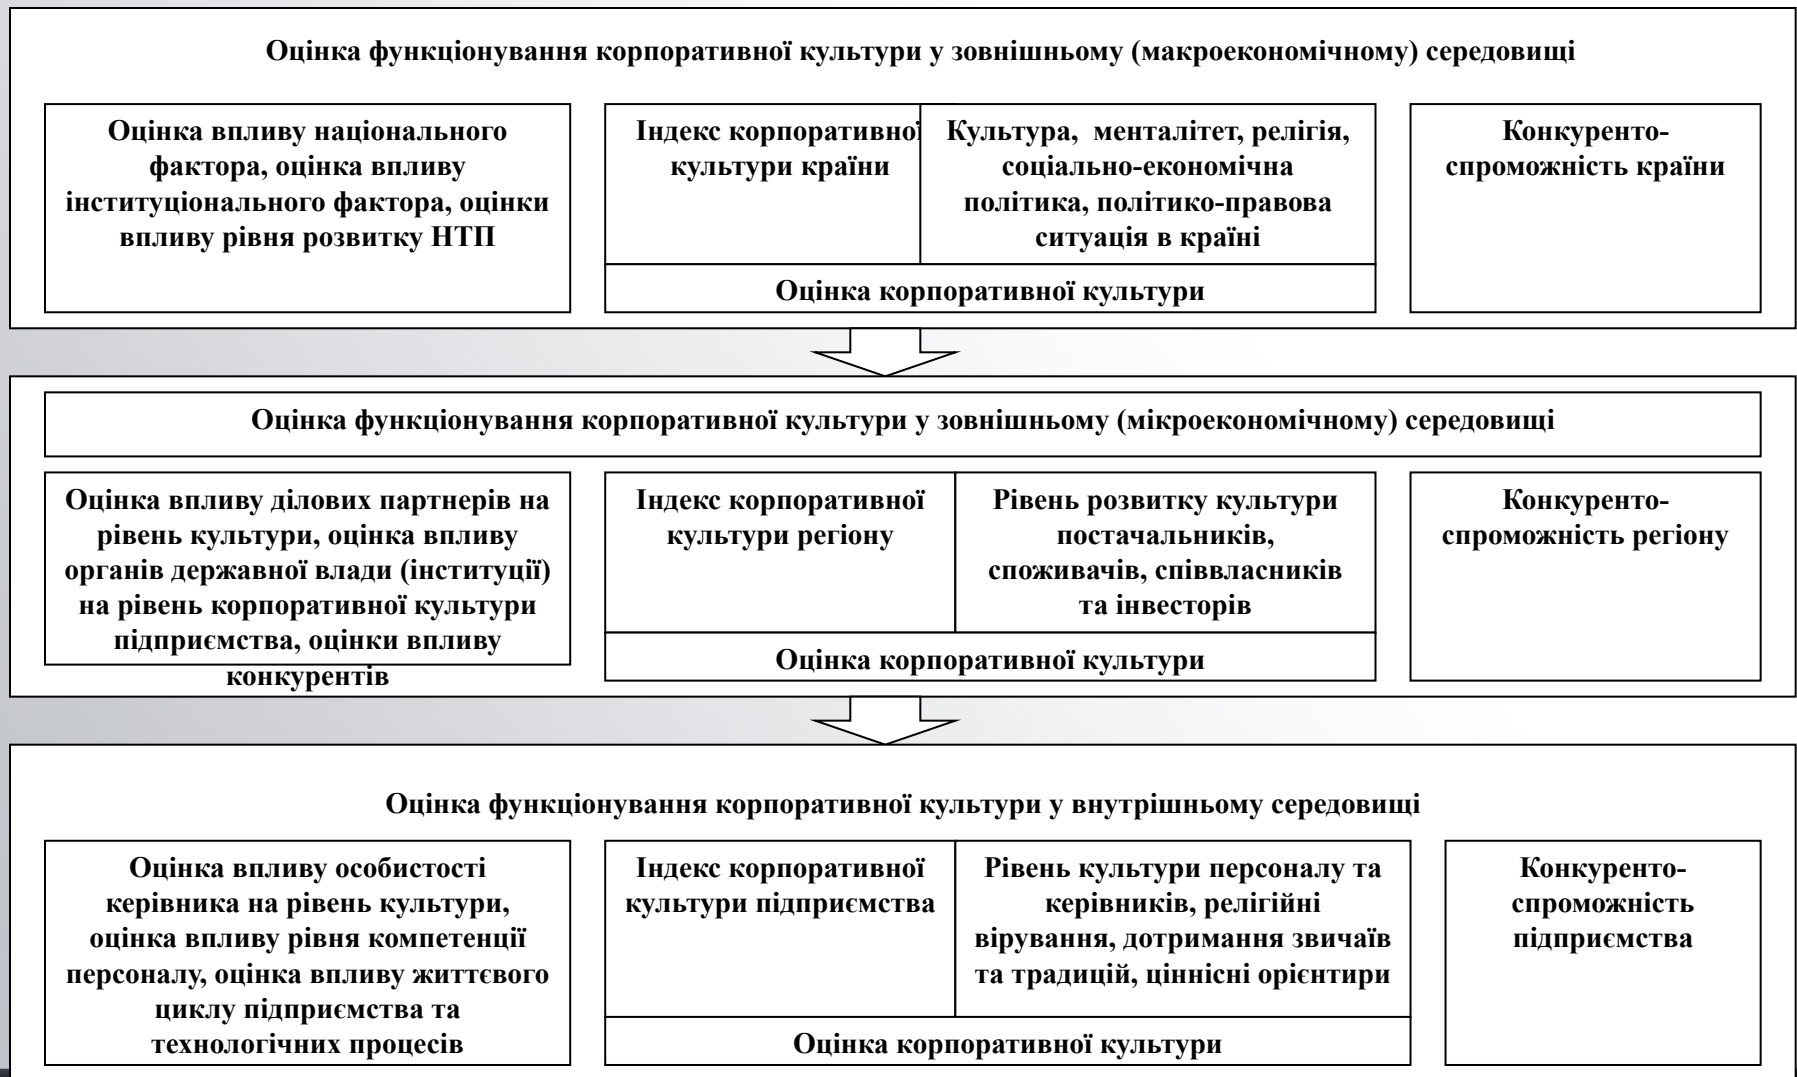 Оцінка функціонування корпоративної культури у зовнішньому (макроекономічному) середовищі
Оцінка впливу національного
фактора, оцінка впливу
інституціонального фактора, оцінки
впливу рівня розвитку НТП
Індекс корпоративної
культури країни
Культура,  менталітет, релігія,
соціально-економічна
політика, політико-правова
ситуація в країні
Оцінка корпоративної культури
Конкуренто-
спроможність країни
Оцінка функціонування корпоративної культури у зовнішньому (мікроекономічному) середовищі
Оцінка впливу ділових партнерів на
рівень культури, оцінка впливу
органів державної влади (інституції)
на рівень корпоративної культури
підприємства, оцінки впливу
конкурентів
Індекс корпоративної
культури регіону
Рівень розвитку культури
постачальників,
споживачів, співвласників
та інвесторів
Оцінка корпоративної культури
Конкуренто-
спроможність регіону
Оцінка функціонування корпоративної культури у внутрішньому середовищі
Оцінка впливу особистості
керівника на рівень культури,
оцінка впливу рівня компетенції
персоналу, оцінка впливу життєвого
циклу підприємства та
технологічних процесів
Індекс корпоративної
культури підприємства
Рівень культури персоналу та
керівників, релігійні
вірування, дотримання звичаїв
та традицій, ціннісні орієнтири
Оцінка корпоративної культури
Конкуренто-
спроможність
підприємства